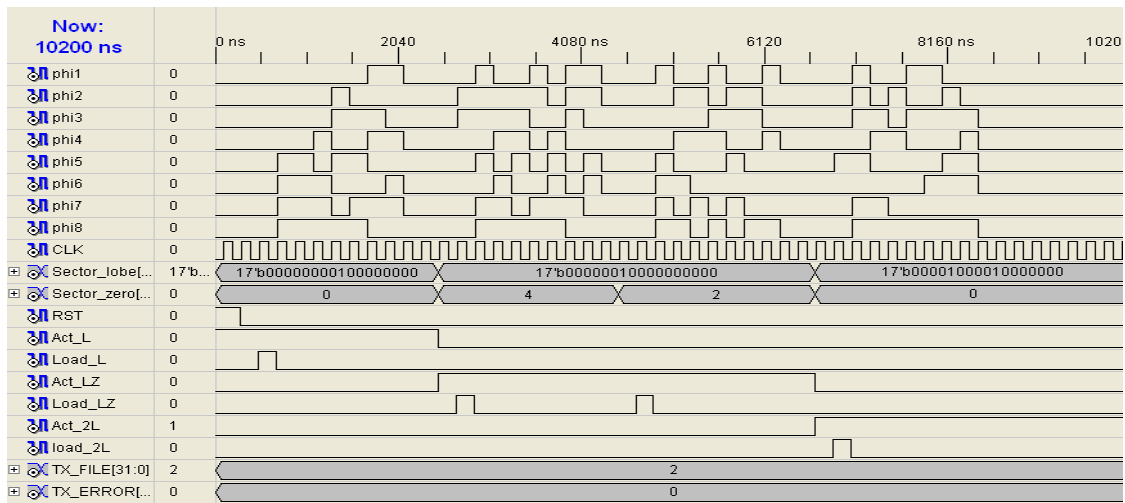 Now:
10200 ns
0 ns 2040 4080 ns 6120 8160 ns 1020
phi1 0
phi2 0
phi3 0
phi4 0
phi5 0
phi6 0
phi7 0
phi8 0
CLK 0
Sector_lobe[... 17'b... 17'b000000000100000000 17'b00000010000000000 17'b000001000010000000
Sector_zero[... 0 0 4 2 0
RST 0
Act_L 0
Load_L 0
Act_LZ 0
Load_LZ 0
Act_2L 1
load_2L 0
TX_FILE[31:0] 2 2
TX_ERROR[... 0 0